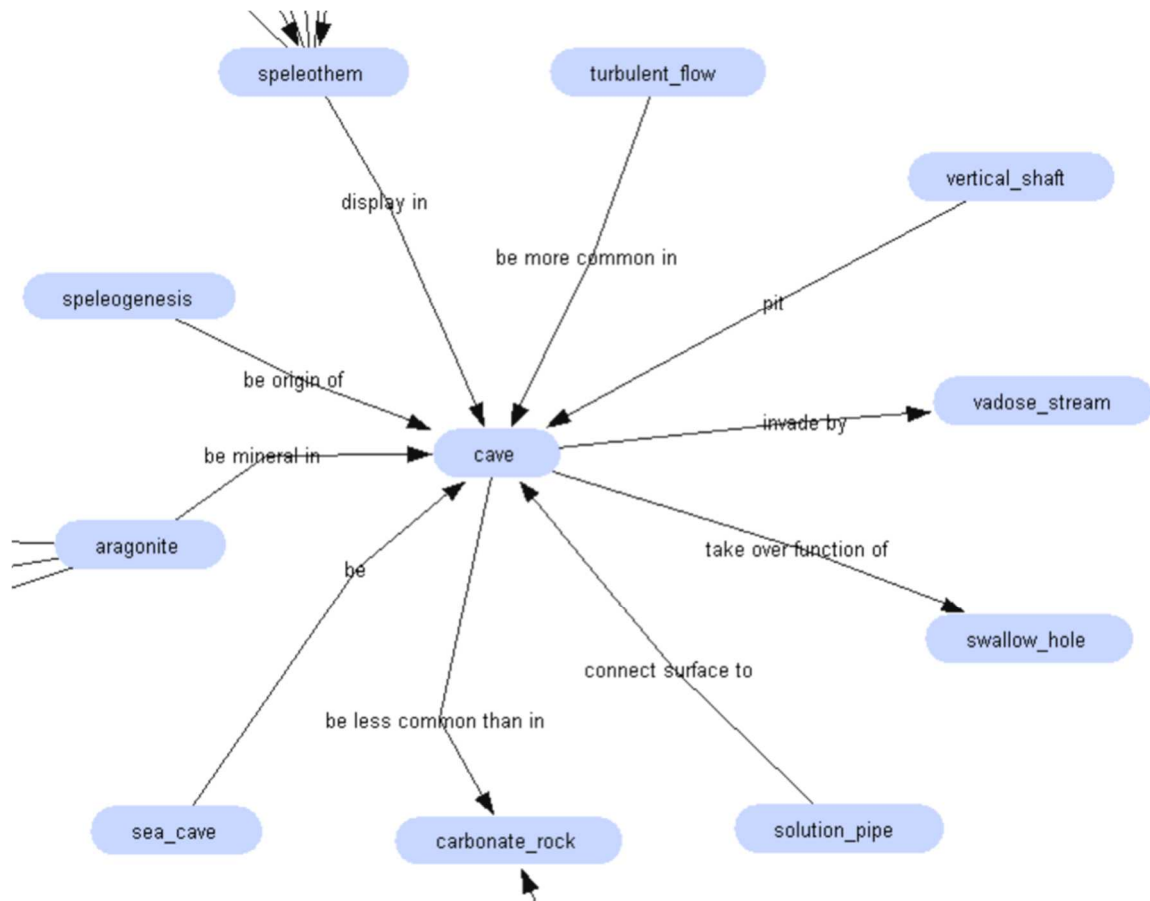 speleothem
turbulent_flow
vertical_shaft
display in
be more common in
speleogenesis
pit
be origin of
vadose_stream
invade by
be mineral in
cave
aragonite
take over function of
be
swallow_hole
connect surface to
be less common than in
sea_cave
carbonate_rock
solution_pipe